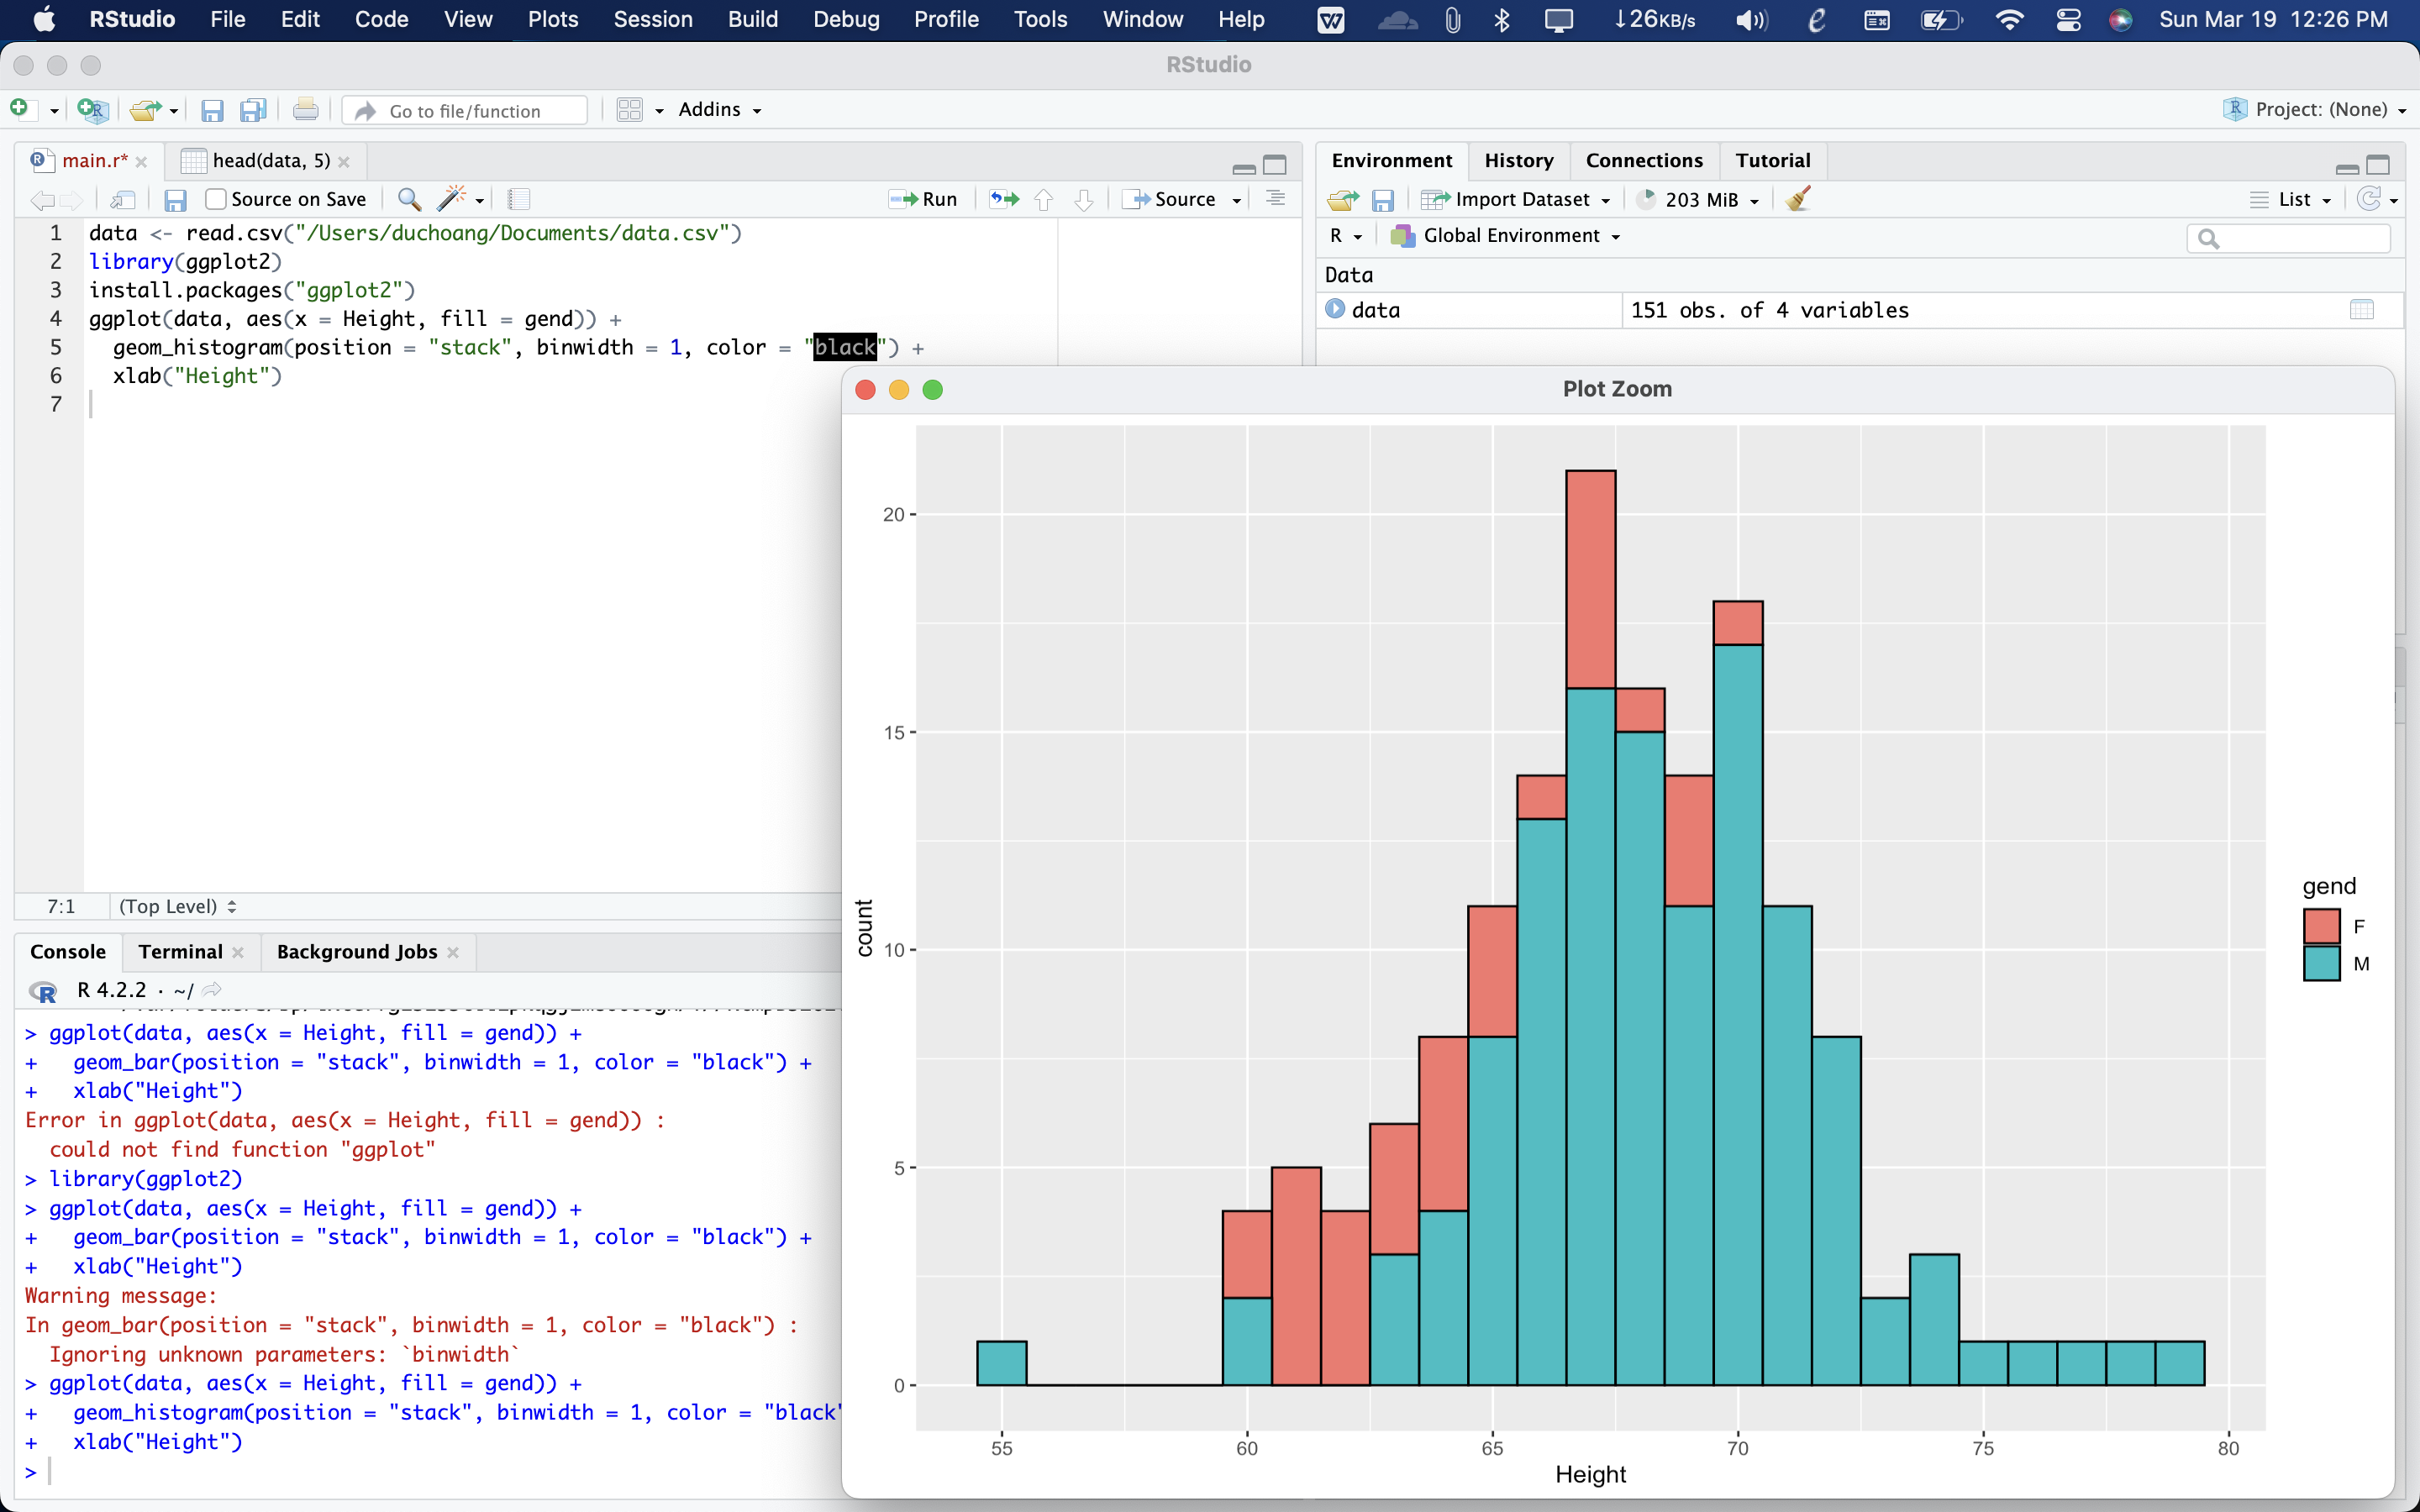 RStudio File Edit Code View Plots Session Build Debug Profile Tools Window Help ↓26KB/s Sun Mar 19 12:26 PM
RStudio
Go to file/function Addins Project: (None)
main.r* head(data, 5)
Source on Save Run Source
1 data <- read.csv("/Users/duchoang/Documents/data.csv")
2 library(ggplot2)
3 install.packages("ggplot2")
4 ggplot(data, aes(x = Height, fill = gend)) +
5 geom_histogram(position = "stack", binwidth = 1, color = "black") +
6 xlab("Height")
7
7:1 (Top Level)
Environment History Connections Tutorial
Import Dataset 203 MiB List
R Global Environment
Data
data 151 obs. of 4 variables
Console Terminal Background Jobs
R 4.2.2 · ~/
> ggplot(data, aes(x = Height, fill = gend)) +
+ geom_bar(position = "stack", binwidth = 1, color = "black") +
+ xlab("Height")
Error in ggplot(data, aes(x = Height, fill = gend)) :
could not find function "ggplot"
> library(ggplot2)
> ggplot(data, aes(x = Height, fill = gend)) +
+ geom_bar(position = "stack", binwidth = 1, color = "black") +
+ xlab("Height")
Warning message:
In geom_bar(position = "stack", binwidth = 1, color = "black") :
Ignoring unknown parameters: `binwidth`
> ggplot(data, aes(x = Height, fill = gend)) +
+ geom_histogram(position = "stack", binwidth = 1, color = "black"
+ xlab("Height")
>
Plot Zoom
20
15
10
5
0
count
55 60 65 70 75 80
Height
gend
F
M